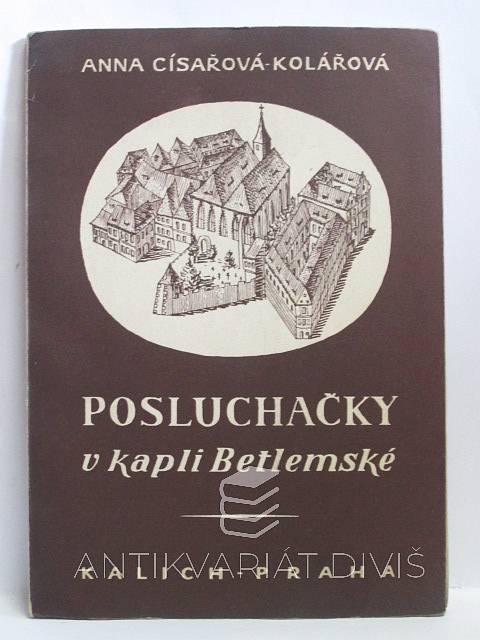 ANNA CÍSAŘOVÁ-KOLÁŘOVÁ
POSLUCHAČKY
v kapli Betlemské
ANTIKVARIÁT DIVIŠ
KALICH-PRAHA